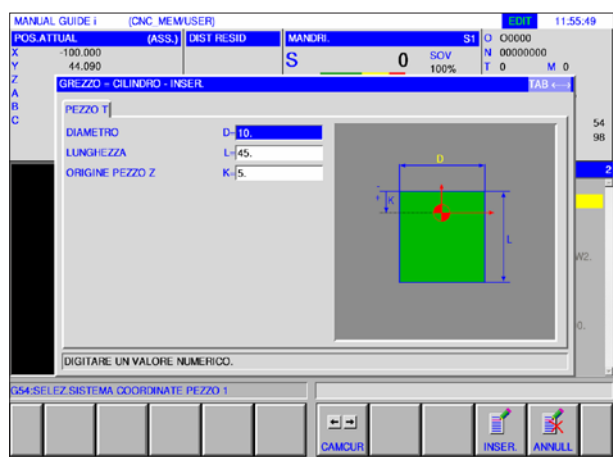 MANUAL GUIDE i (CNC_MEM/USER) EDIT 11:55:49
POS.ATTUAL (ASS.) DIST RESID MANDRI. S1 O O0000
X -100.000 N 00000000
Y 44.090 S 0 SOV 100% T 0 M 0
Z GREZZO = CILINDRO - INSER. TAB
A
B PEZZO T
C
54
98
DIAMETRO D= 10.
LUNGHEZZA L= 45.
ORIGINE PEZZO Z K= 5.
D
K
L
2
W2.
0.
DIGITARE UN VALORE NUMERICO.
G54:SELEZ.SISTEMA COORDINATE PEZZO 1
CAMCUR INSER. ANNULL